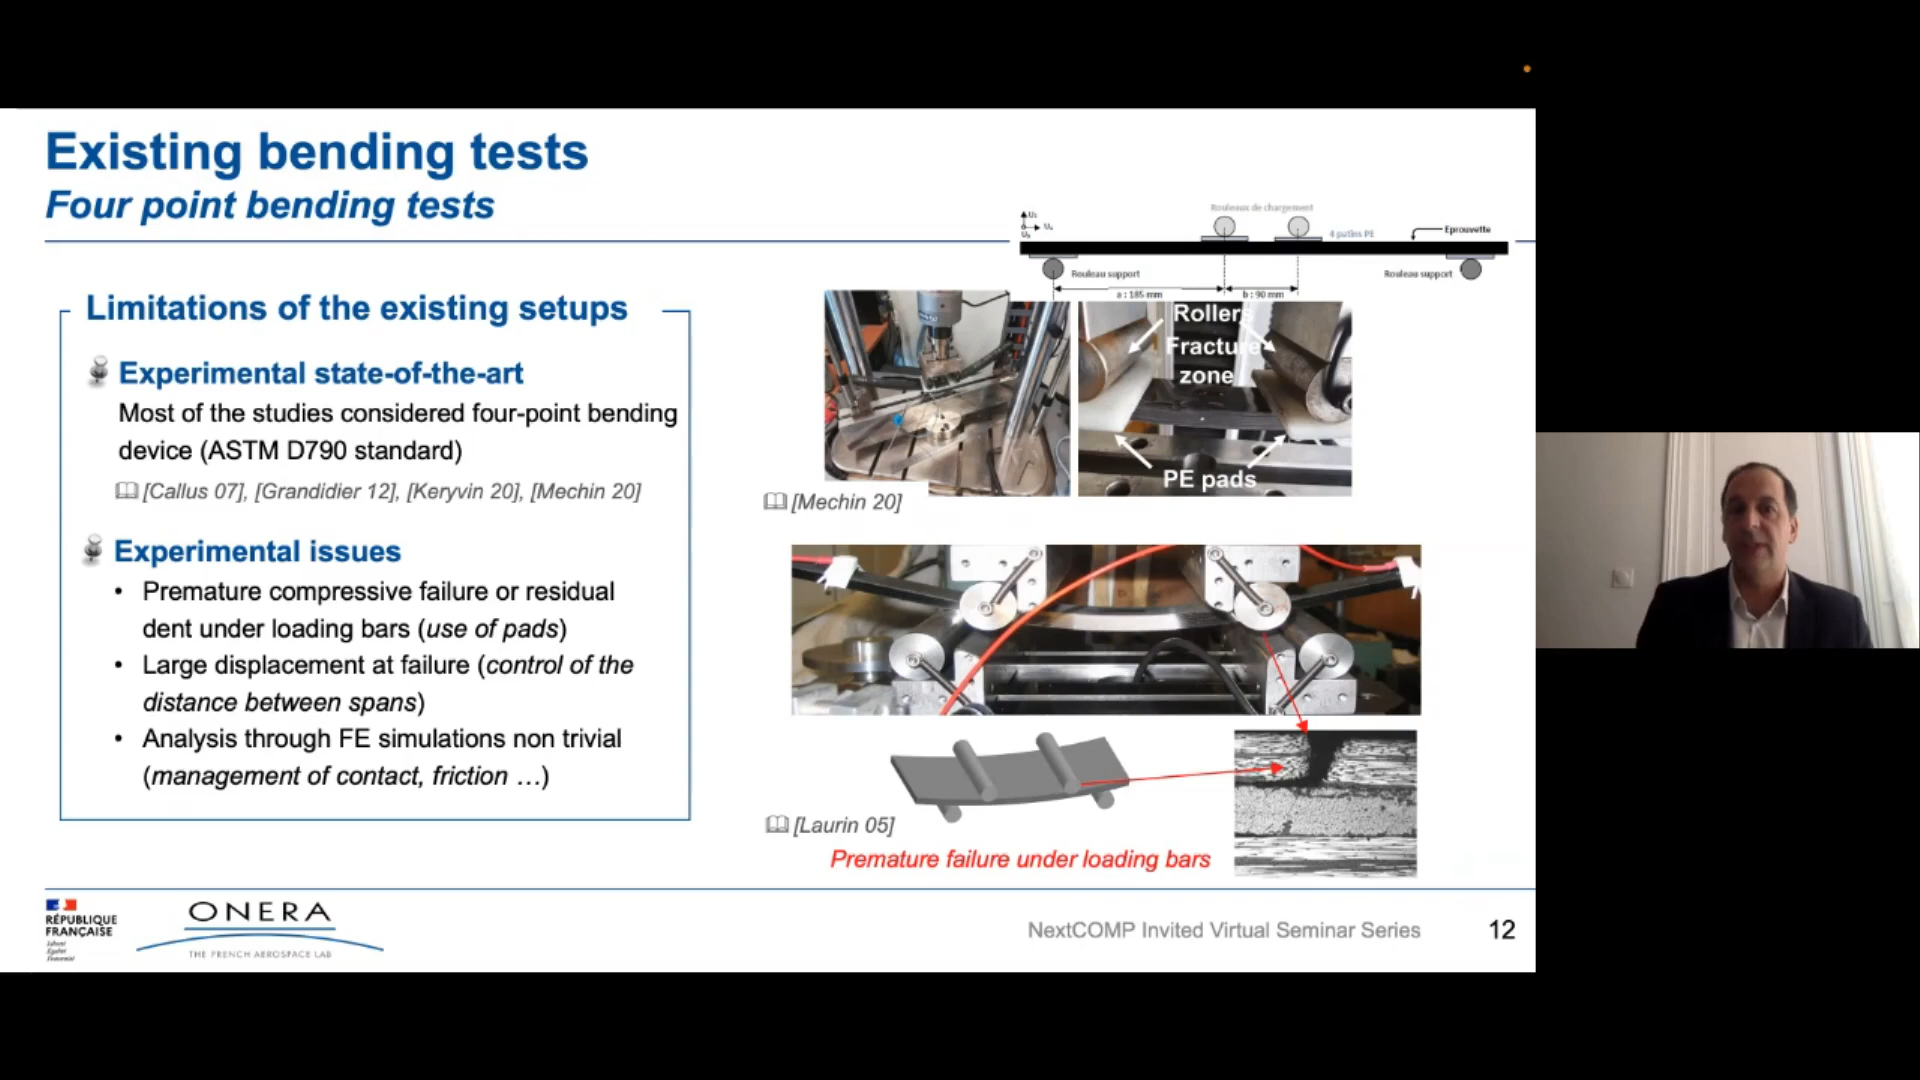 Existing bending tests
Four point bending tests
Rouleaux de chargement
4 patins PE
Eprouvette
Rouleau support
Rouleau support
a : 185 mm
b : 90 mm
Limitations of the existing setups
Experimental state-of-the-art
Most of the studies considered four-point bending
device (ASTM D790 standard)
[Callus 07], [Grandidier 12], [Keryvin 20], [Mechin 20]
Experimental issues
• Premature compressive failure or residual
dent under loading bars (use of pads)
• Large displacement at failure (control of the
distance between spans)
• Analysis through FE simulations non trivial
(management of contact, friction …)
Rollers
Fracture
zone
PE pads
[Mechin 20]
[Laurin 05]
Premature failure under loading bars
RÉPUBLIQUE
FRANÇAISE
Liberté
Égalité
Fraternité
ONERA
THE FRENCH AEROSPACE LAB
NextCOMP Invited Virtual Seminar Series
12